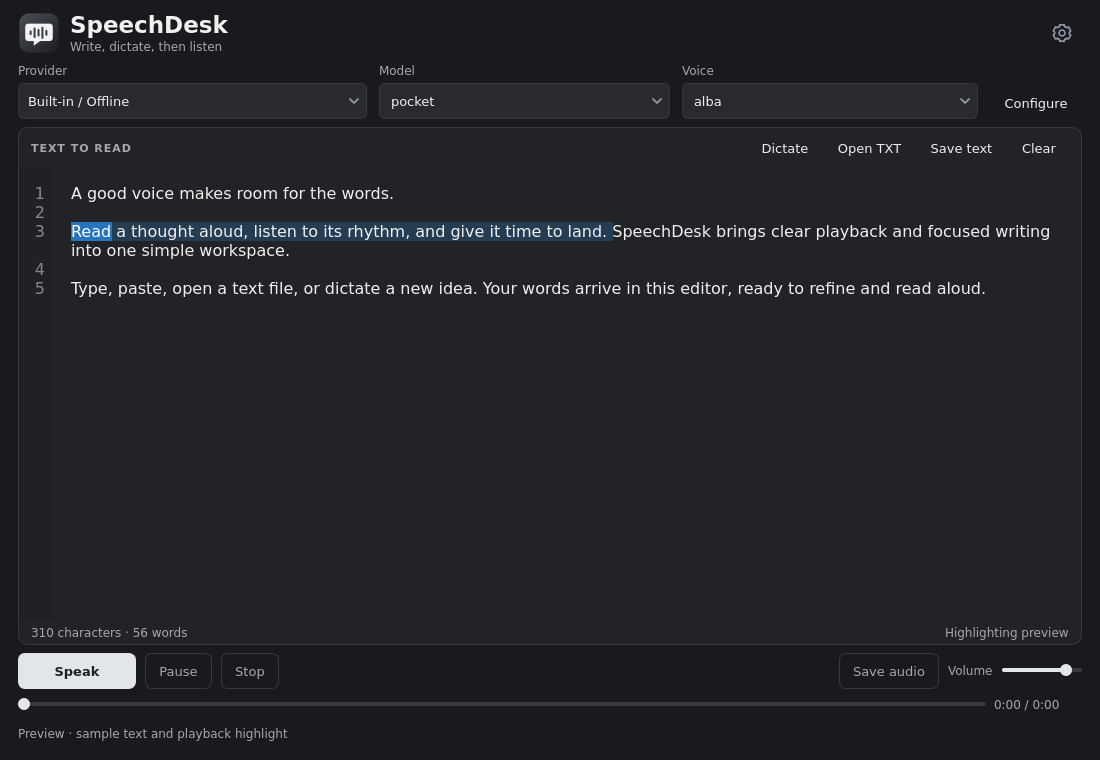 SpeechDesk
Write, dictate, then listen
Provider
Model
Voice
Built-in / Offline
pocket
alba
Configure
TEXT TO READ
Dictate
Open TXT
Save text
Clear
1 A good voice makes room for the words.
2
3 Read a thought aloud, listen to its rhythm, and give it time to land. SpeechDesk brings clear playback and focused writing
into one simple workspace.
4
5 Type, paste, open a text file, or dictate a new idea. Your words arrive in this editor, ready to refine and read aloud.
310 characters · 56 words
Highlighting preview
Speak
Pause
Stop
Save audio
Volume
0:00 / 0:00
Preview · sample text and playback highlight